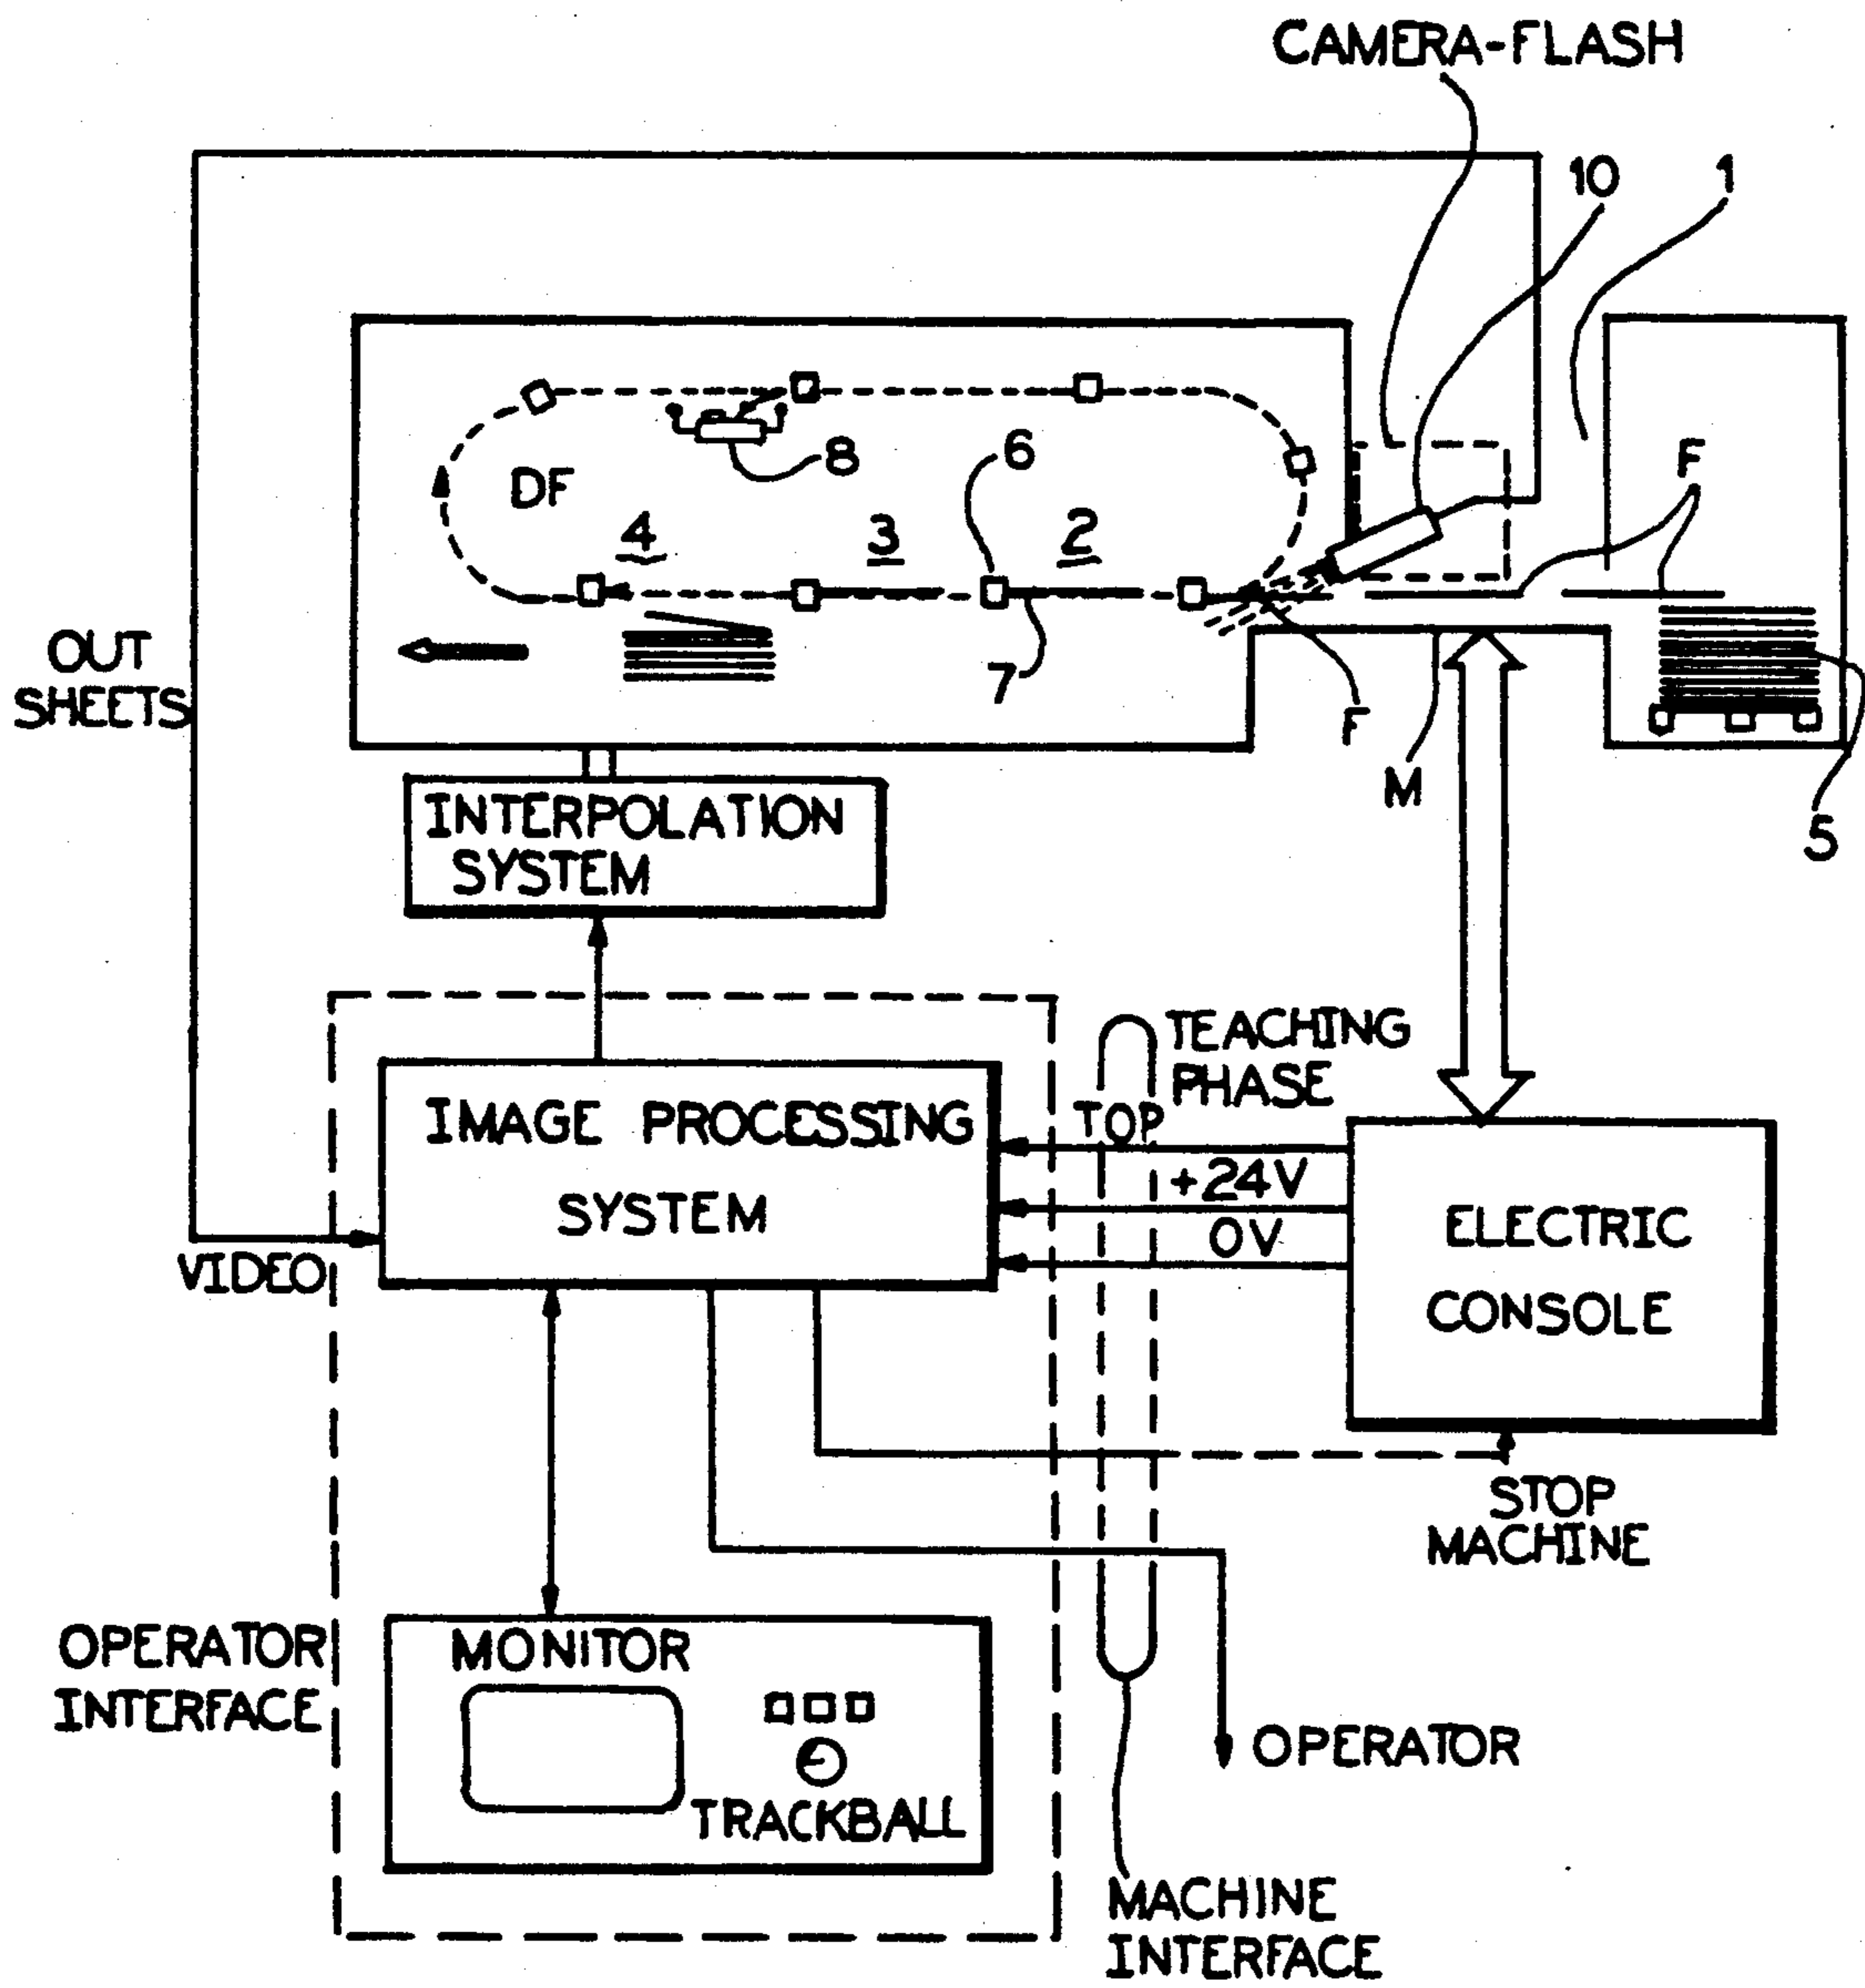 CAMERA-FLASH
10
1
8
6
F
DF
4
3
2
OUT
SHEETS
7
F
M
5
INTERPOLATION
SYSTEM
TEACHING
PHASE
TOP
IMAGE PROCESSING
SYSTEM
+24V
0V
VIDEO
ELECTRIC
CONSOLE
STOP
MACHINE
OPERATOR
INTERFACE
MONITOR
TRACKBALL
OPERATOR
MACHINE
INTERFACE